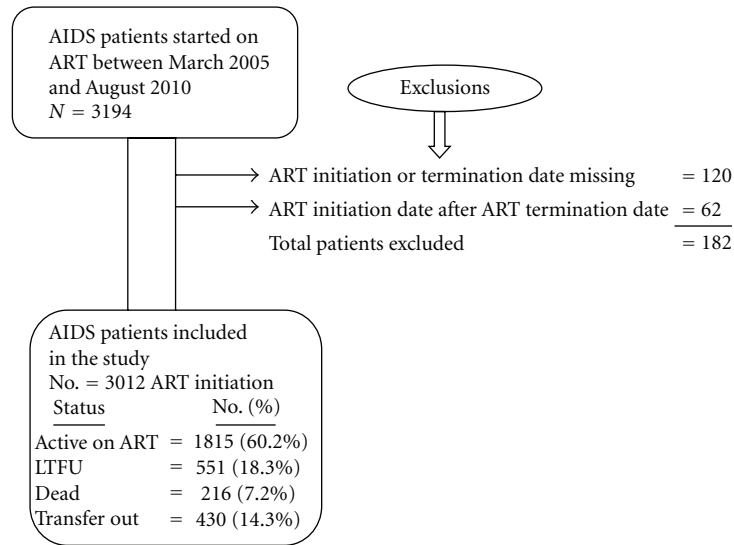 AIDS patients started on
ART between March 2005
and August 2010
N = 3194
Exclusions
ART initiation or termination date missing = 120
ART initiation date after ART termination date = 62
Total patients excluded = 182
AIDS patients included
in the study
No. = 3012 ART initiation
Status No. (%)
Active on ART = 1815 (60.2%)
LTFU = 551 (18.3%)
Dead = 216 (7.2%)
Transfer out = 430 (14.3%)